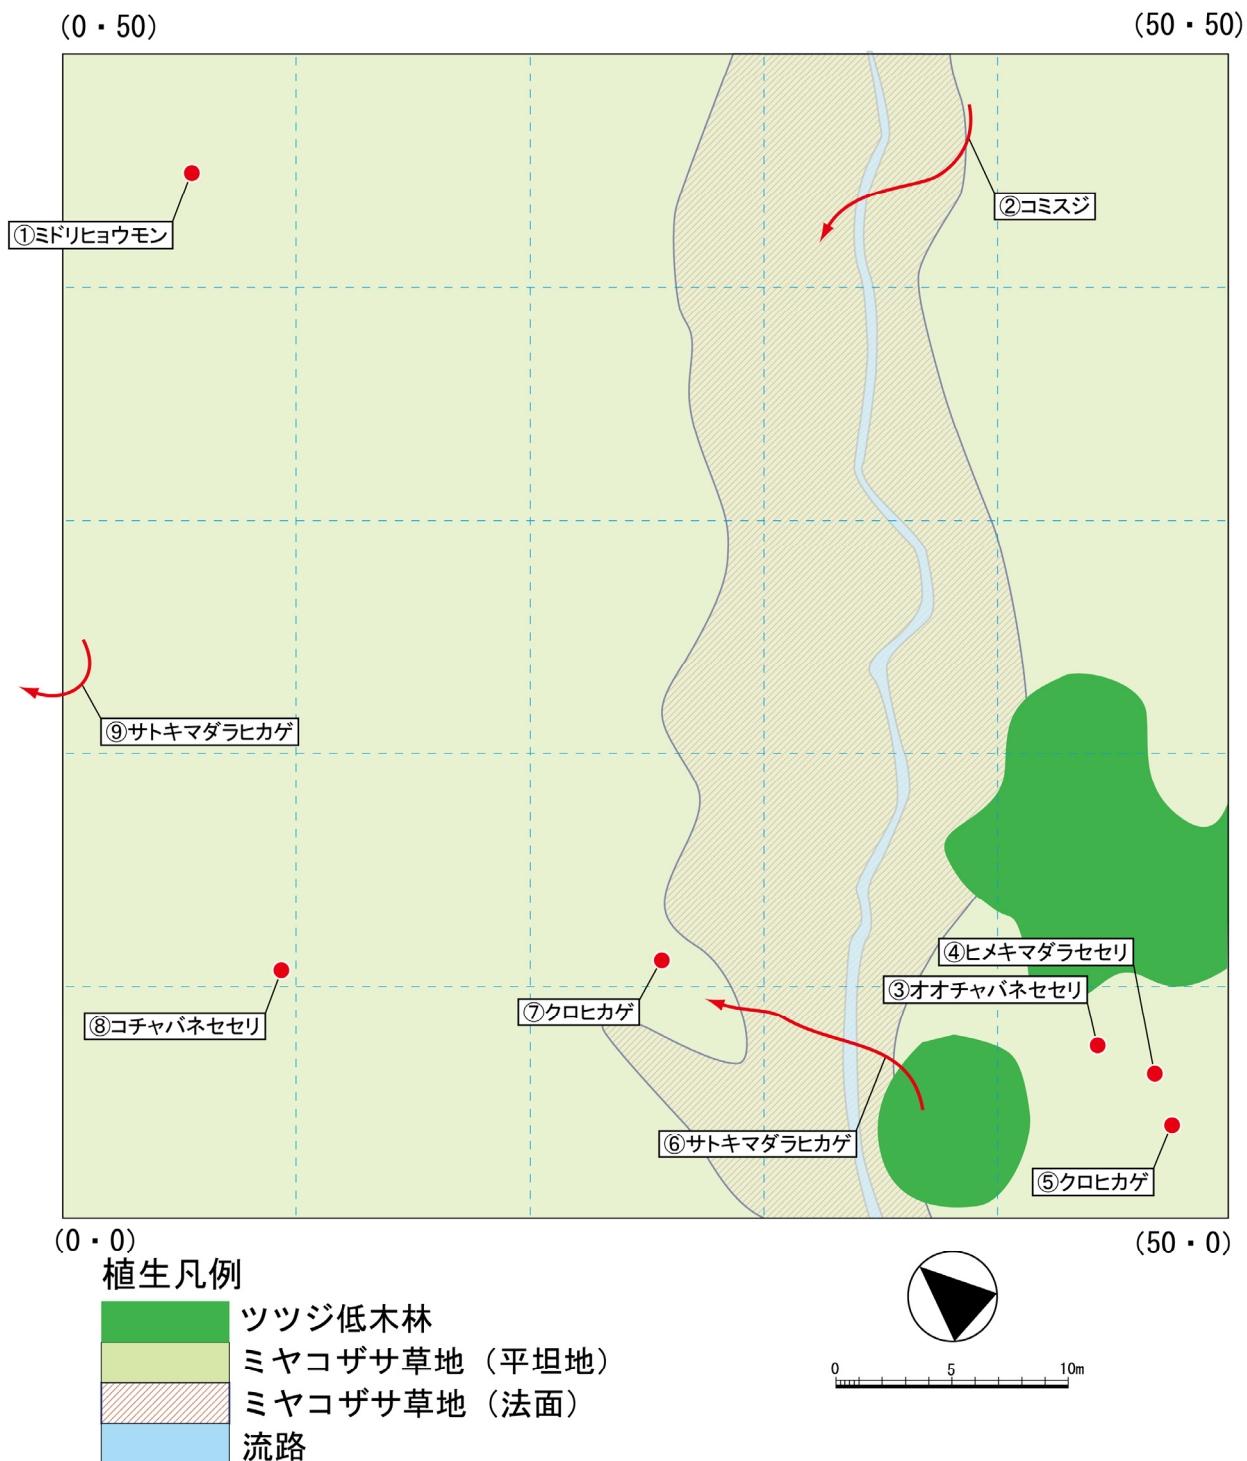 (0・50)
(50・50)
①ミドリヒョウモン
②コミスジ
⑨サトキマダラヒカゲ
④ヒメキマダラセセリ
③オオチャバネセセリ
⑦クロヒカゲ
⑧コチャバネセセリ
⑥サトキマダラヒカゲ
⑤クロヒカゲ
(0・0)
(50・0)
植生凡例
ツツジ低木林
ミヤコザサ草地（平坦地）
ミヤコザサ草地（法面）
流路
0 5 10m